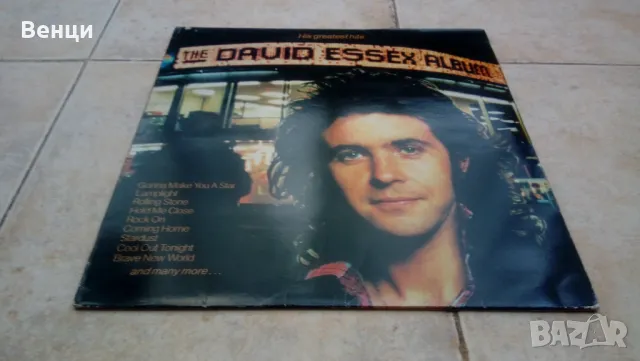 Венци
His greatest hits
THE DAVID ESSEX ALBUM
Gonna Make You A Star
Lamplight
Rolling Stone
Hold Me Close
Rock On
Coming Home
Stardust
Cool Out Tonight
Brave New World
and many more...
BAZAR